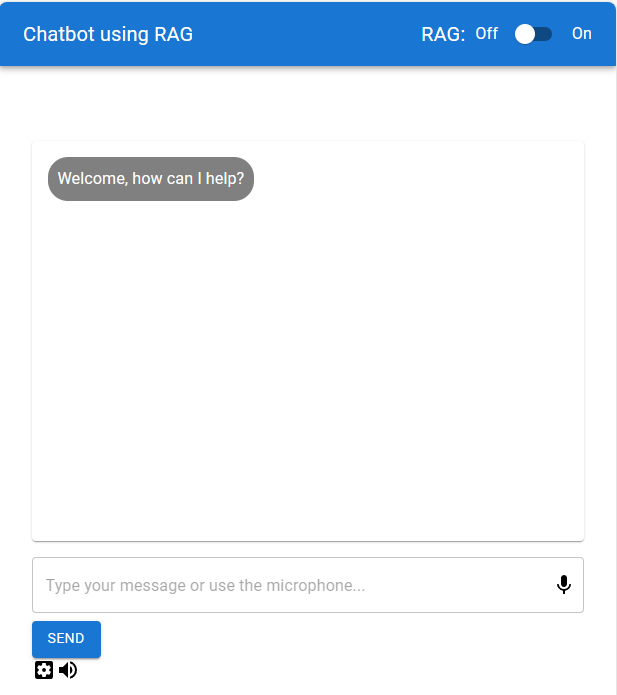 Chatbot using RAG
RAG: Off On
Welcome, how can I help?
Type your message or use the microphone...
SEND